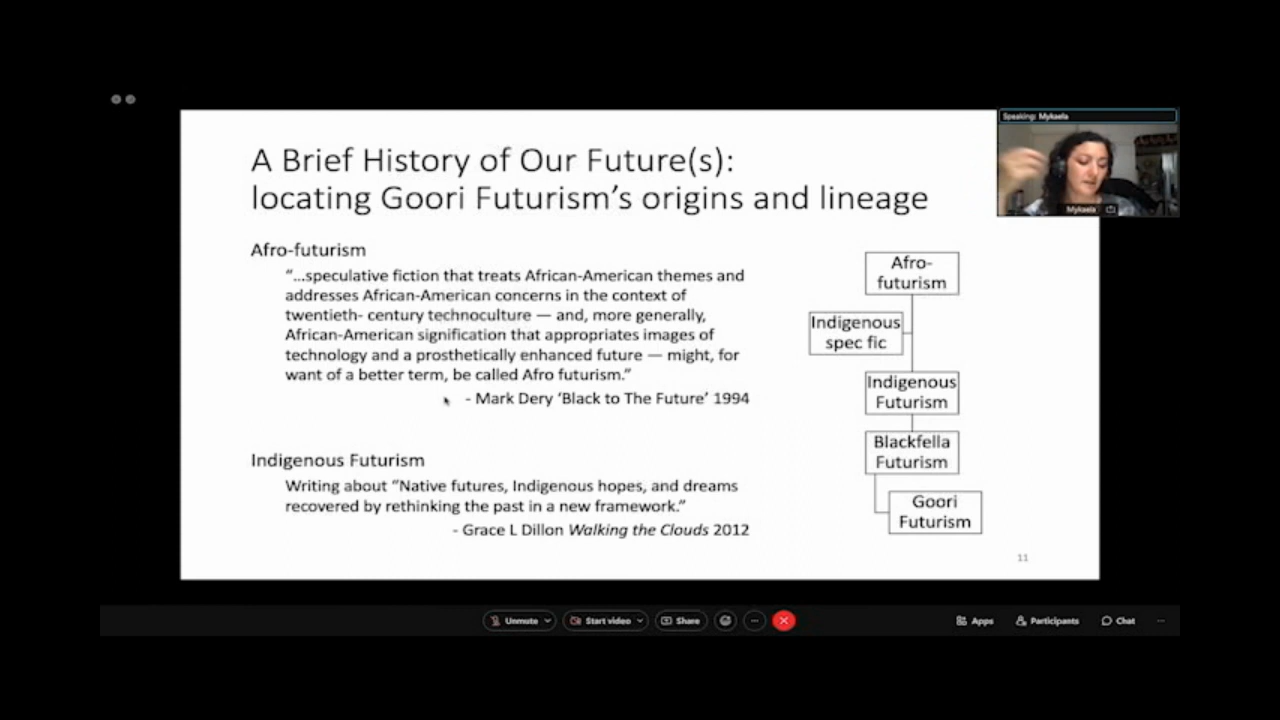 Speaking: Mykaela
Mykaela
A Brief History of Our Future(s):
locating Goori Futurism's origins and lineage
Afro-futurism
“…speculative fiction that treats African-American themes and
addresses African-American concerns in the context of
twentieth- century technoculture — and, more generally,
African-American signification that appropriates images of
technology and a prosthetically enhanced future — might, for
want of a better term, be called Afro futurism.”
- Mark Dery ‘Black to The Future’ 1994
Indigenous Futurism
Writing about “Native futures, Indigenous hopes, and dreams
recovered by rethinking the past in a new framework.”
- Grace L Dillon Walking the Clouds 2012
Afro-
futurism
Indigenous
spec fic
Indigenous
Futurism
Blackfella
Futurism
Goori
Futurism
11
Unmute
Start video
Share
Apps
Participants
Chat